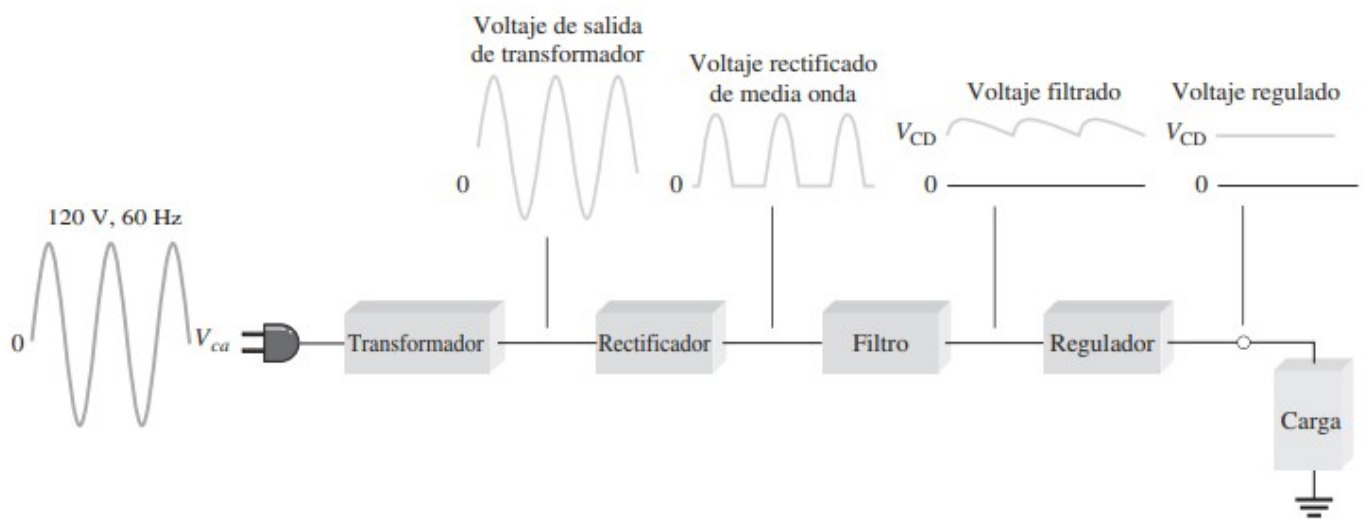 Voltaje de salida
de transformador
0
Voltaje rectificado
de media onda
0
Voltaje filtrado
V_CD
0
Voltaje regulado
V_CD
0
120 V, 60 Hz
0
V_ca
Transformador
Rectificador
Filtro
Regulador
Carga